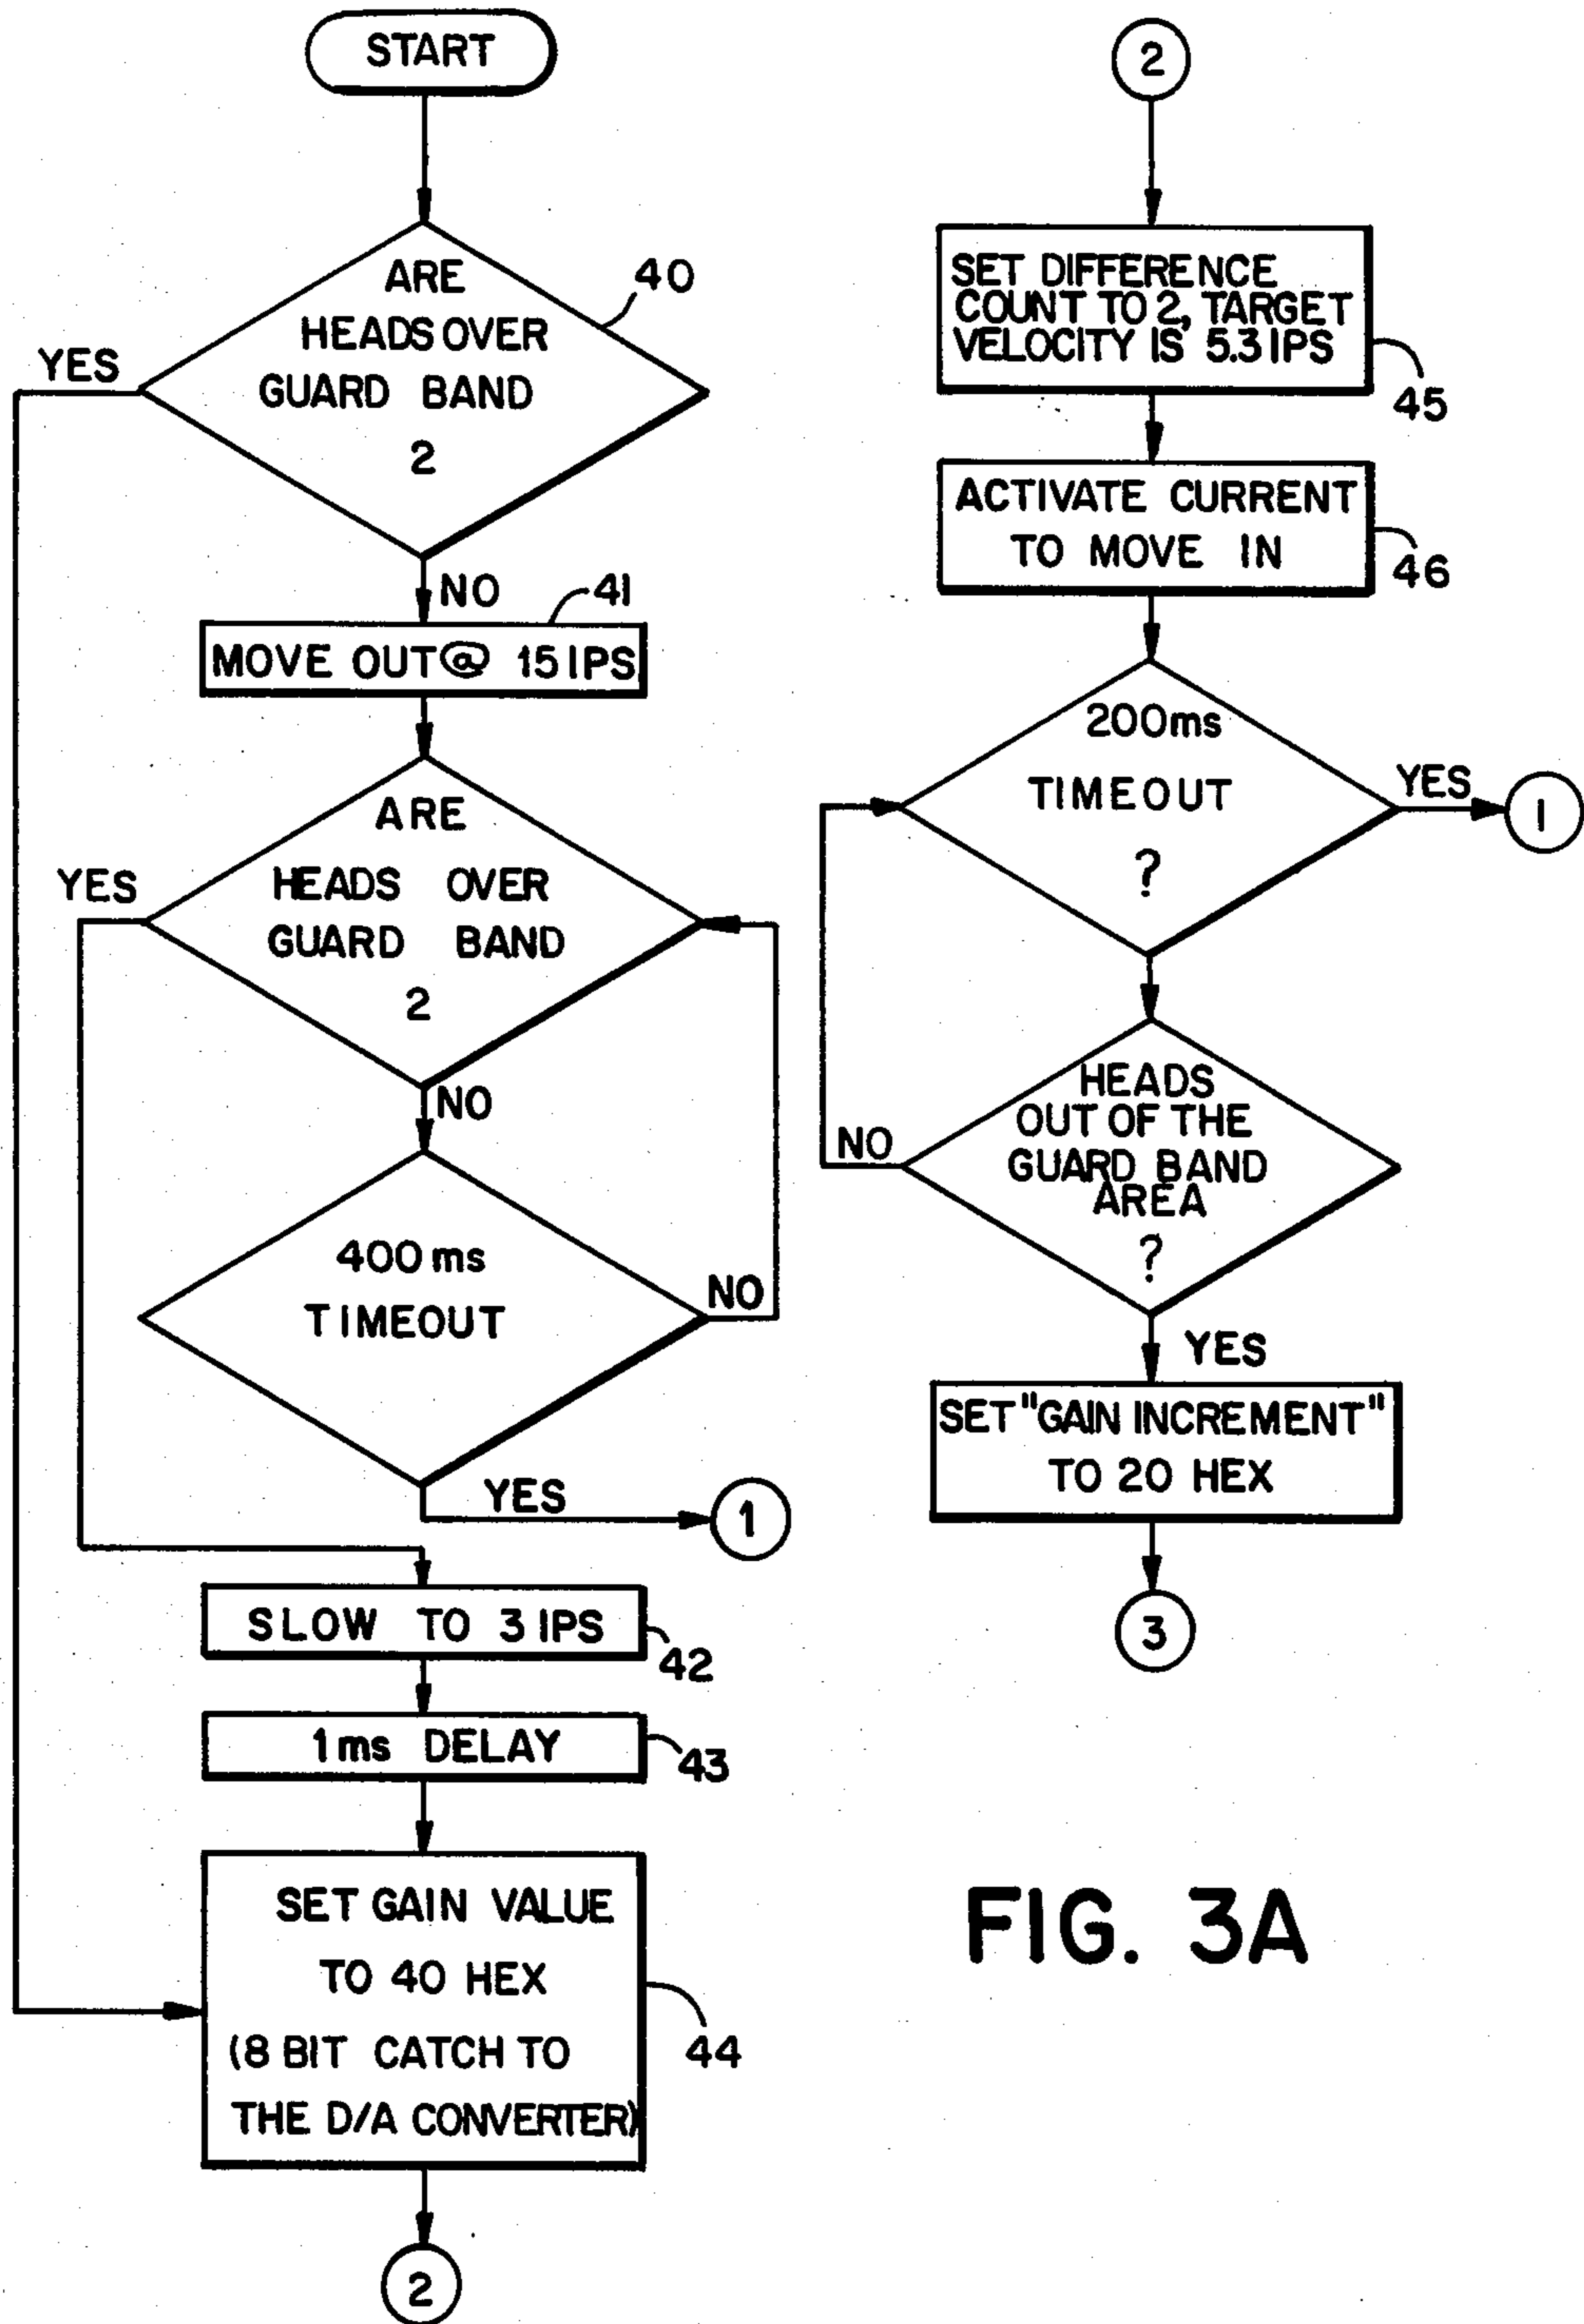 START
ARE
HEADS OVER
GUARD BAND
2
40
YES
NO
41
MOVE OUT @ 15 IPS
ARE
HEADS OVER
GUARD BAND
2
YES
NO
400 ms
TIMEOUT
NO
YES
1
SLOW TO 3 IPS
42
1 ms DELAY
43
SET GAIN VALUE
TO 40 HEX
(8 BIT CATCH TO
THE D/A CONVERTER)
44
2
2
SET DIFFERENCE
COUNT TO 2, TARGET
VELOCITY IS 5.3 IPS
45
ACTIVATE CURRENT
TO MOVE IN
46
200ms
TIMEOUT
?
YES
1
HEADS
OUT OF THE
GUARD BAND
AREA
?
NO
YES
SET "GAIN INCREMENT"
TO 20 HEX
3
FIG. 3A